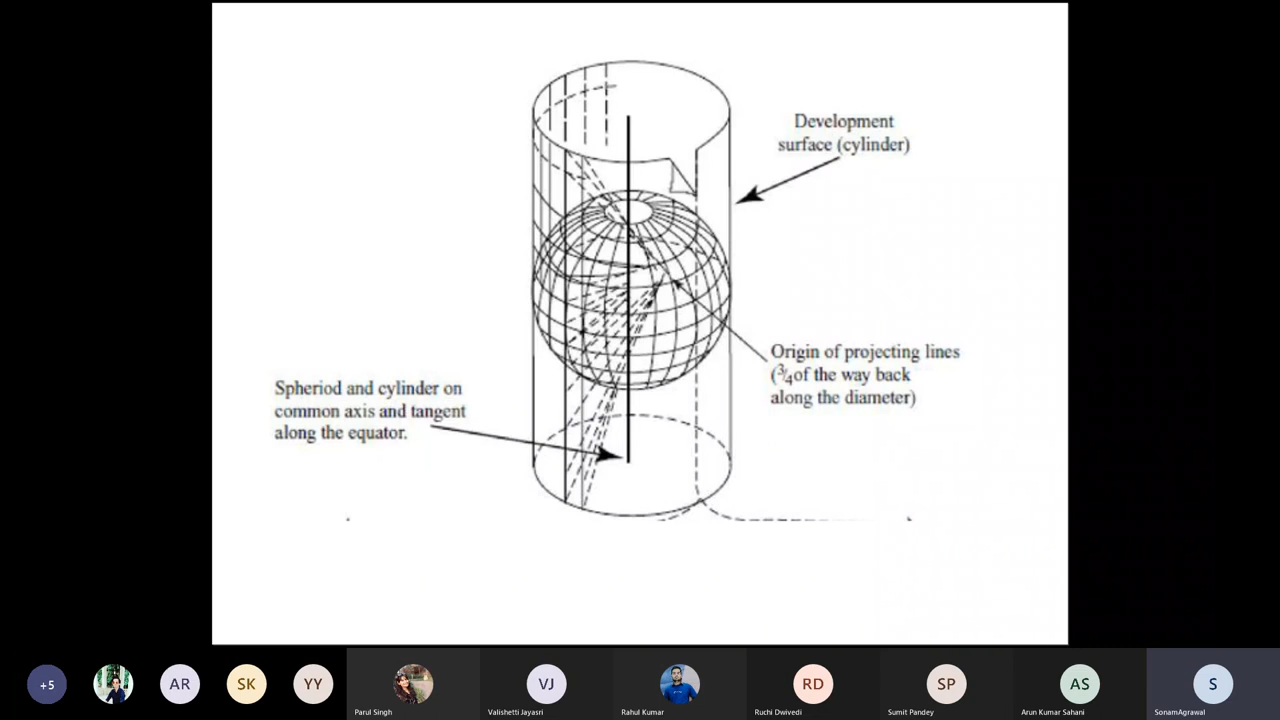 Development
surface (cylinder)
Origin of projecting lines
(¾of the way back
along the diameter)
Spheriod and cylinder on
common axis and tangent
along the equator.
+5
AR
SK
YY
Parul Singh
VJ
Valishetti Jayasri
Rahul Kumar
RD
Ruchi Dwivedi
SP
Sumit Pandey
AS
Arun Kumar Sahani
S
SonamAgrawal